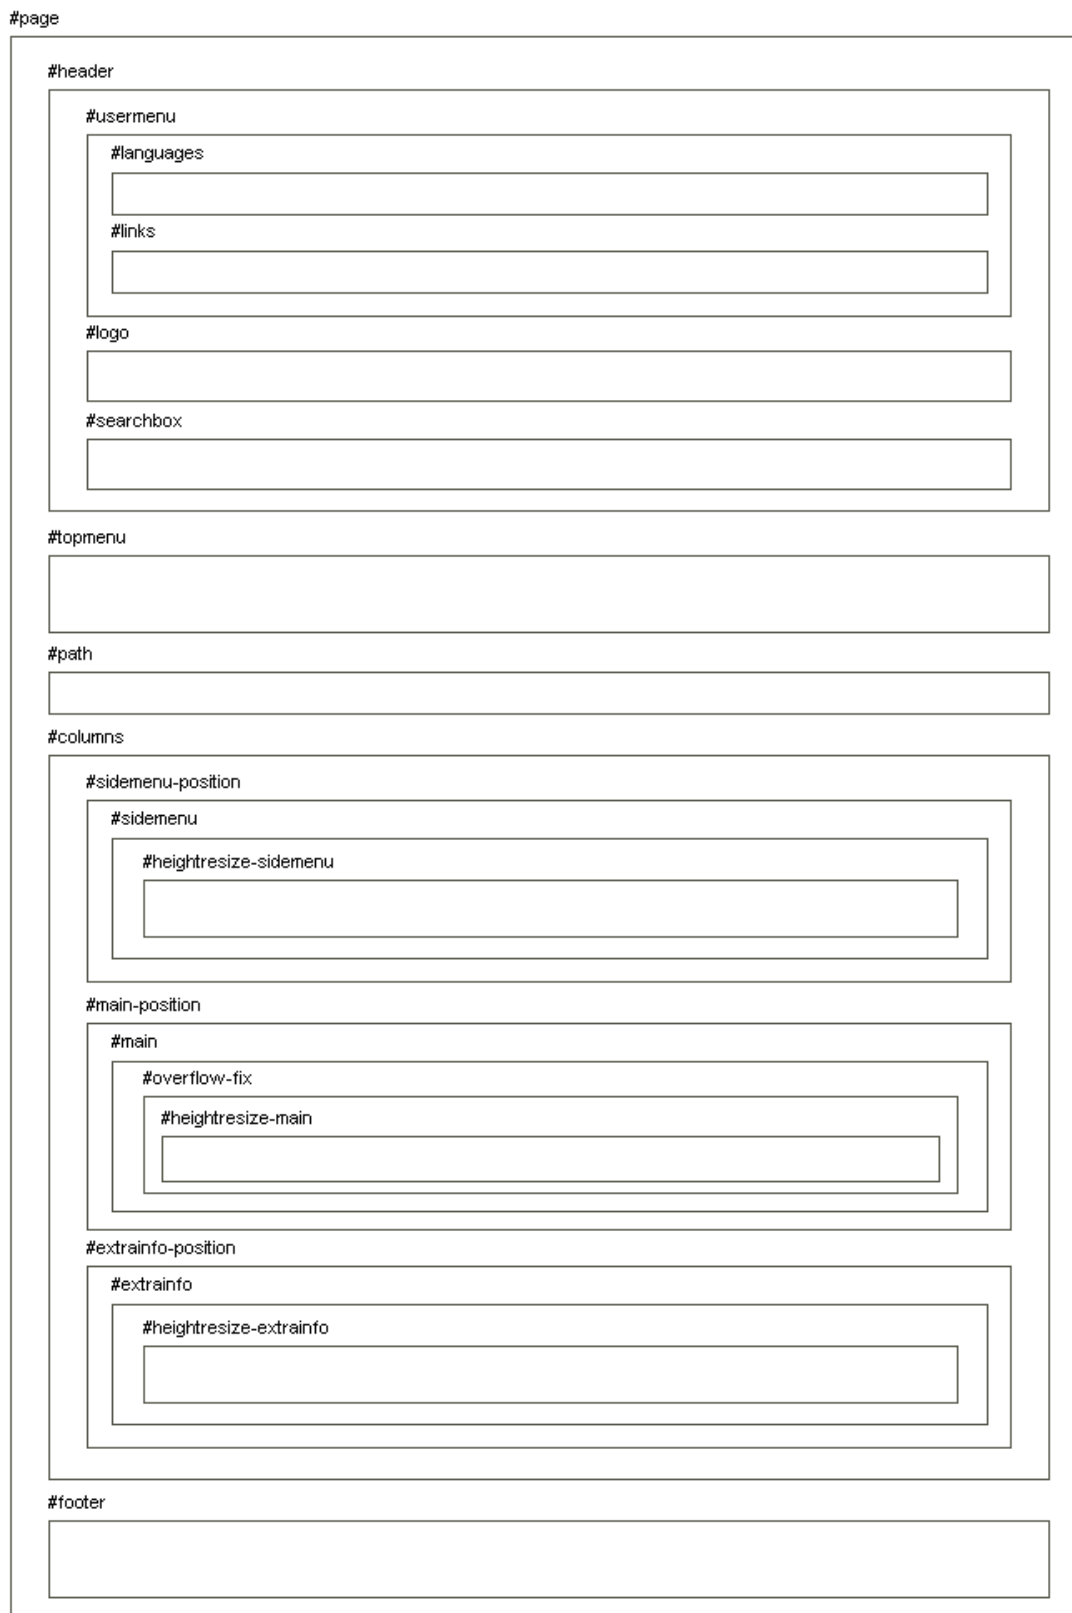 #page
#header
#usermenu
#languages
#links
#logo
#searchbox
#topmenu
#path
#columns
#sidemenu-position
#sidemenu
#heightresize-sidemenu
#main-position
#main
#overflow-fix
#heightresize-main
#extrainfo-position
#extrainfo
#heightresize-extrainfo
#footer